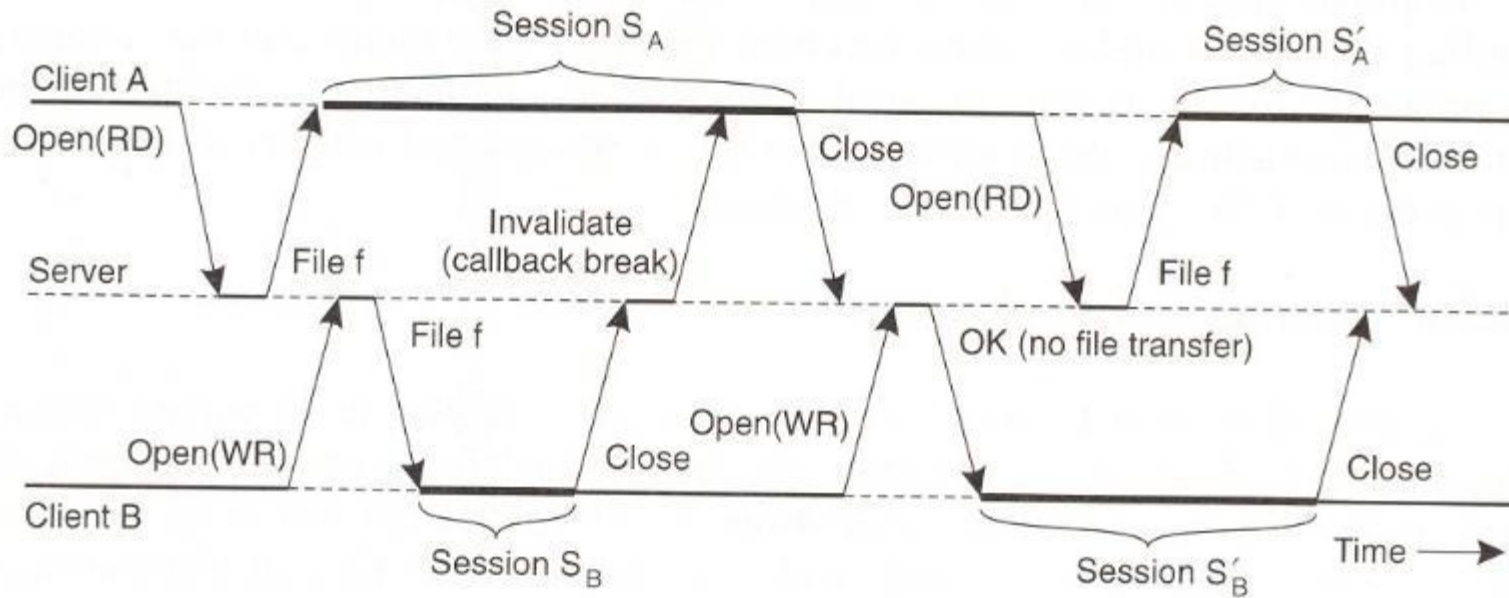 Session S_A
Session S'_A
Client A
Open(RD)
Close
Close
Open(RD)
Invalidate
(callback break)
Server
File f
File f
File f
OK (no file transfer)
Open(WR)
Close
Open(WR)
Close
Client B
Session S_B
Session S'_B
Time